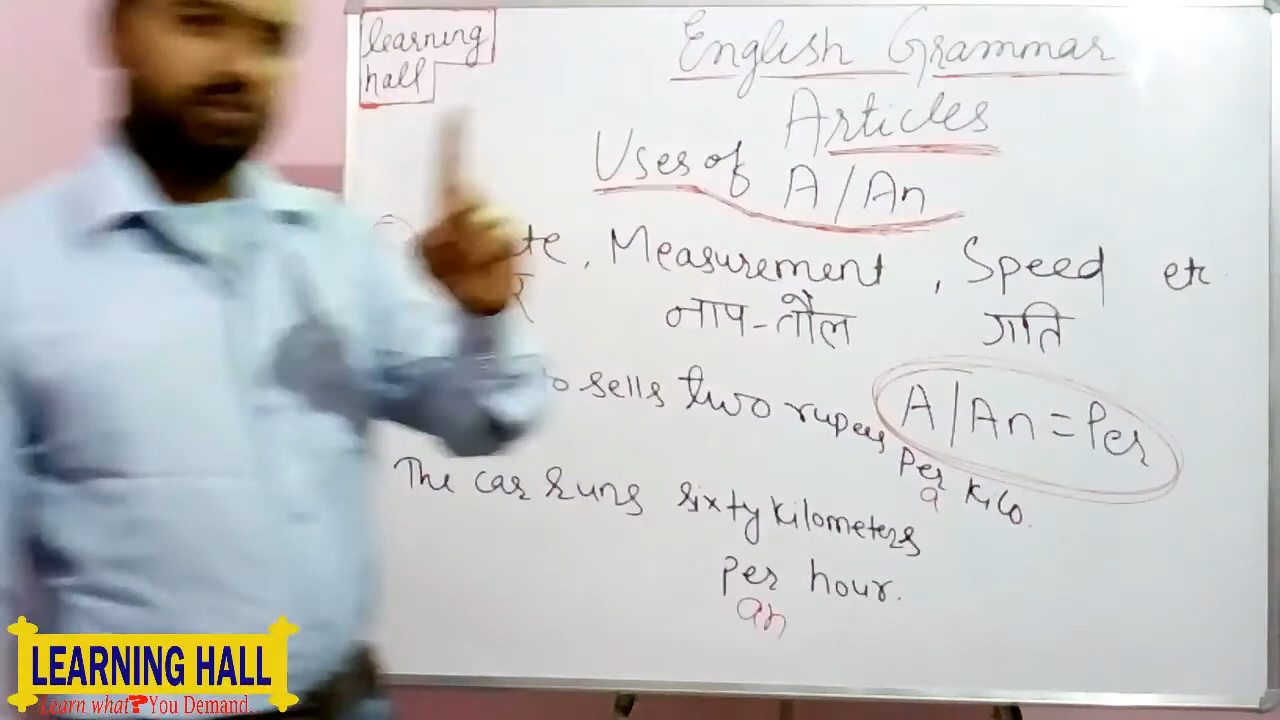 learning
hall
English Grammar
Articles
Uses of A/An
, Measurement, Speed etc
नाप-तौल गति
sells two rupees
A/An = Per
Per Kilo.
a
The car runs sixty kilometers
per hour.
an
LEARNING HALL
Learn what? You Demand...